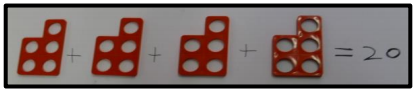 + + + = 20